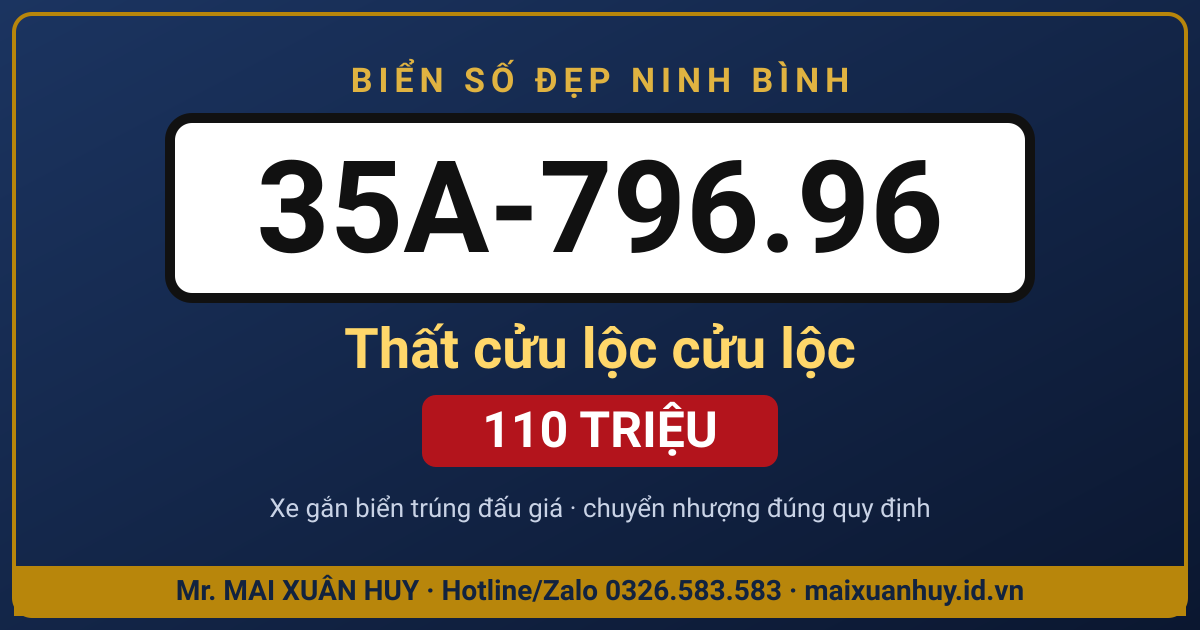 BIỂN SỐ ĐẸP NINH BÌNH
35A-796.96
Thất cửu lộc cửu lộc
110 TRIỆU
Xe gắn biển trúng đấu giá · chuyển nhượng đúng quy định
Mr. MAI XUÂN HUY · Hotline/Zalo 0326.583.583 · maixuanhuy.id.vn